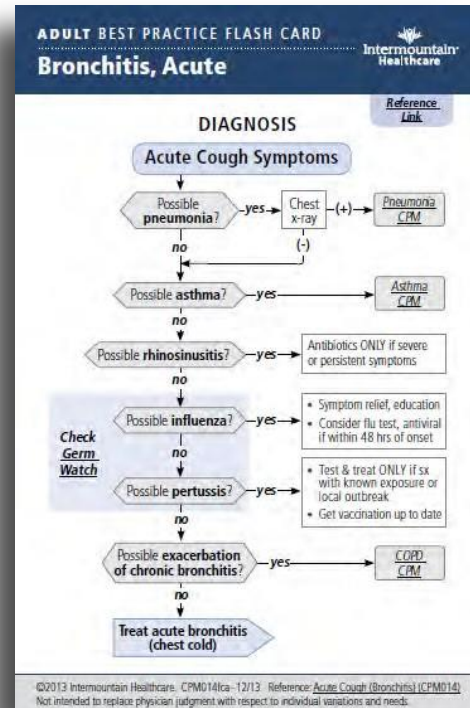 ADULT BEST PRACTICE FLASH CARD
Bronchitis, Acute
Intermountain®
Healthcare
Reference
Link
DIAGNOSIS
Acute Cough Symptoms
Possible
pneumonia?
yes
Chest
x-ray
(+)
Pneumonia
CPM
no
(-)
Possible asthma?
yes
Asthma
CPM
no
Possible rhinosinusitis?
yes
Antibiotics ONLY if severe
or persistent symptoms
no
Check
Germ
Watch
Possible influenza?
yes
• Symptom relief, education
• Consider flu test, antiviral
if within 48 hrs of onset
no
Possible pertussis?
yes
• Test & treat ONLY if sx
with known exposure or
local outbreak
• Get vaccination up to date
no
Possible exacerbation
of chronic bronchitis?
yes
COPD
CPM
no
Treat acute bronchitis
(chest cold)
©2013 Intermountain Healthcare. CPM014fca-12/13 Reference: Acute Cough (Bronchitis) (CPM014)
Not intended to replace physician judgment with respect to individual variations and needs.